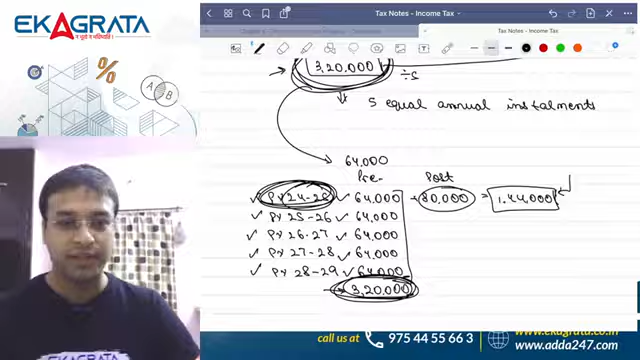 EKAGRATA
Tax Notes - Income Tax
3,20,000
÷5
5 equal annual instalments
64,000
Pre-
Post
PY 24-25 64,000 + 80,000 = 1,44,000
PY 25-26 64,000
PY 26-27 64,000
PY 27-28 64,000
PY 28-29 64,000
3,20,000
%
A
B
call us at 975 44 55 66 3
www.ekagrata.com
www.adda247.com